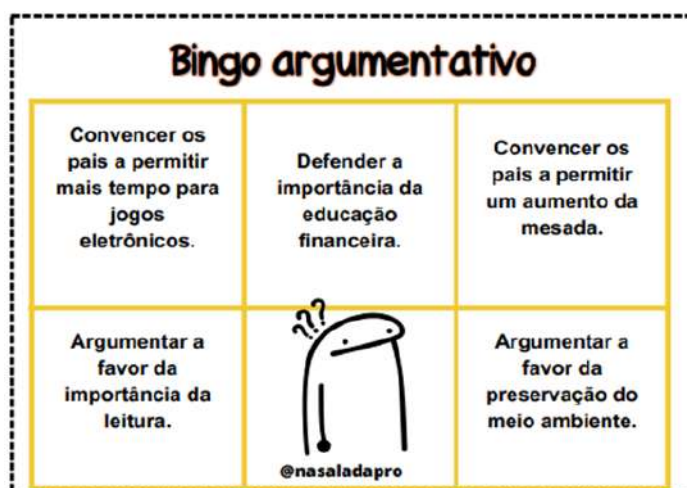 Bingo argumentativo
Convencer os
pais a permitir
mais tempo para
jogos
eletrônicos.
Defender a
importância da
educação
financeira.
Convencer os
pais a permitir
um aumento da
mesada.
Argumentar a
favor da
importância da
leitura.
???
@nasaladapro
Argumentar a
favor da
preservação do
meio ambiente.